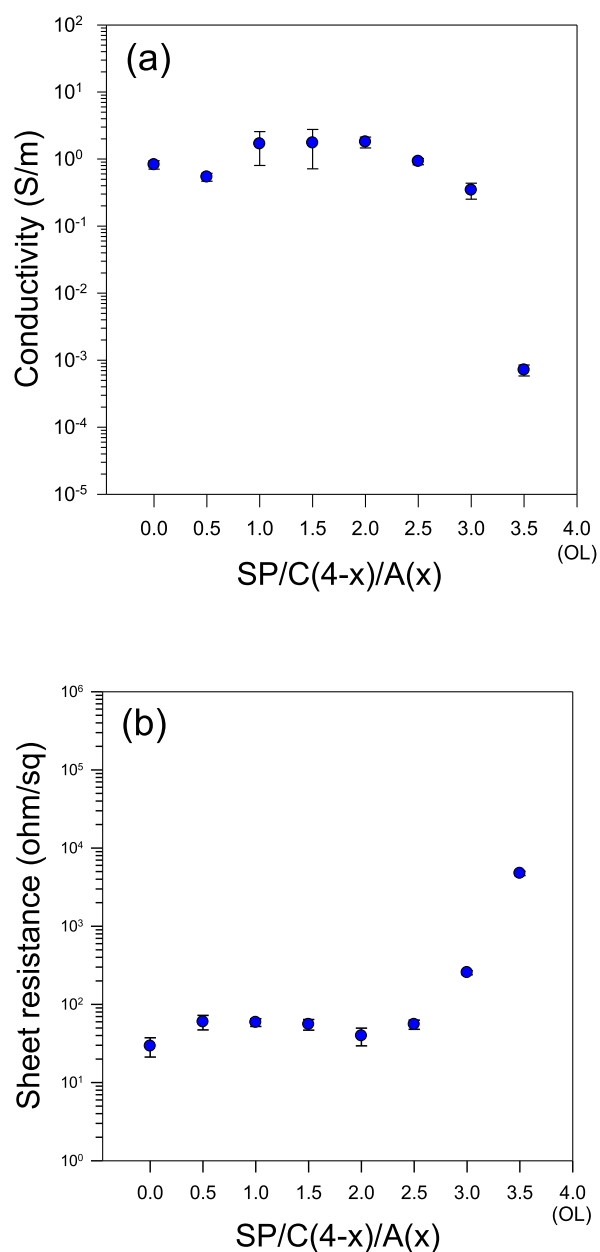 (a)
Conductivity (S/m)
10²
10¹
10⁰
10⁻¹
10⁻²
10⁻³
10⁻⁴
10⁻⁵
0.0 0.5 1.0 1.5 2.0 2.5 3.0 3.5 4.0
(OL)
SP/C(4-x)/A(x)
(b)
Sheet resistance (ohm/sq)
10⁶
10⁵
10⁴
10³
10²
10¹
10⁰
0.0 0.5 1.0 1.5 2.0 2.5 3.0 3.5 4.0
(OL)
SP/C(4-x)/A(x)